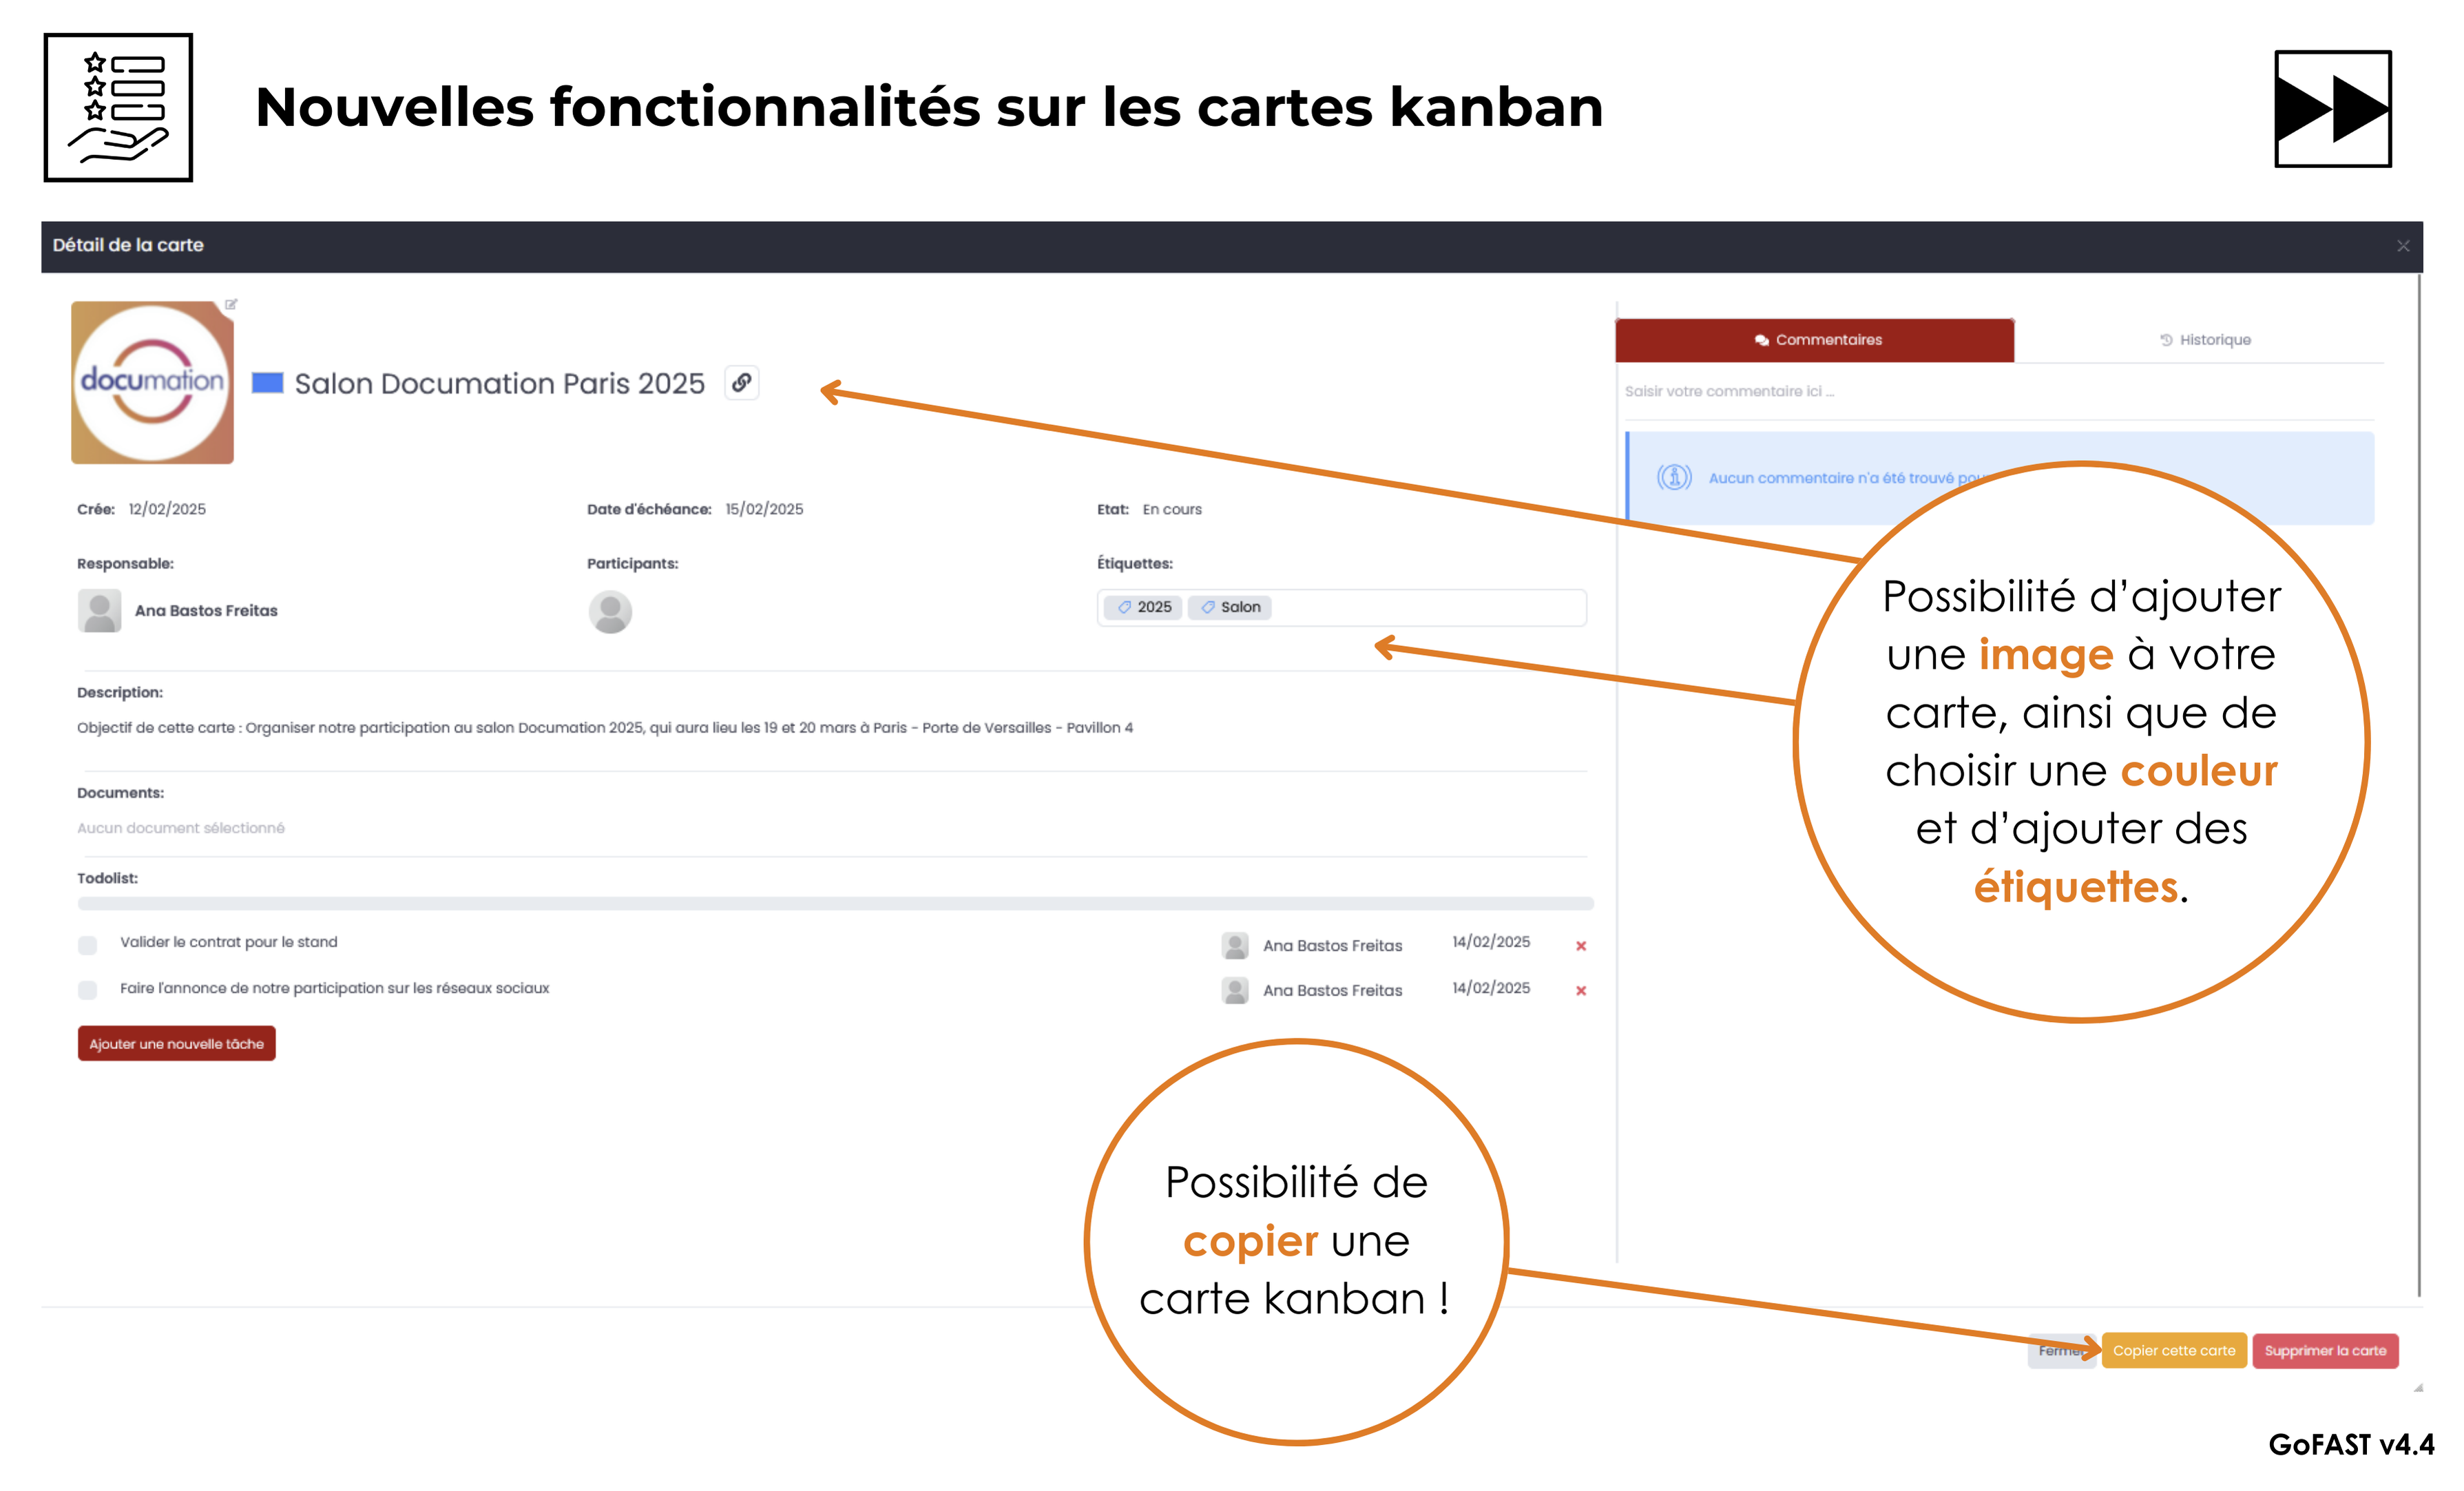 Nouvelles fonctionnalités sur les cartes kanban
Détail de la carte
documation
Salon Documation Paris 2025
Commentaires
Historique
Saisir votre commentaire ici ...
Aucun commentaire n'a été trouvé
Crée: 12/02/2025
Date d'échéance: 15/02/2025
Etat: En cours
Responsable:
Participants:
Étiquettes:
Ana Bastos Freitas
2025
Salon
Description:
Objectif de cette carte : Organiser notre participation au salon Documation 2025, qui aura lieu les 19 et 20 mars à Paris - Porte de Versailles - Pavillon 4
Documents:
Aucun document sélectionné
Todolist:
Valider le contrat pour le stand
Ana Bastos Freitas
14/02/2025
Faire l'annonce de notre participation sur les réseaux sociaux
Ana Bastos Freitas
14/02/2025
Ajouter une nouvelle tâche
Possibilité d'ajouter
une image à votre
carte, ainsi que de
choisir une couleur
et d'ajouter des
étiquettes.
Possibilité de
copier une
carte kanban !
Copier cette carte
Supprimer la carte
GoFAST v4.4